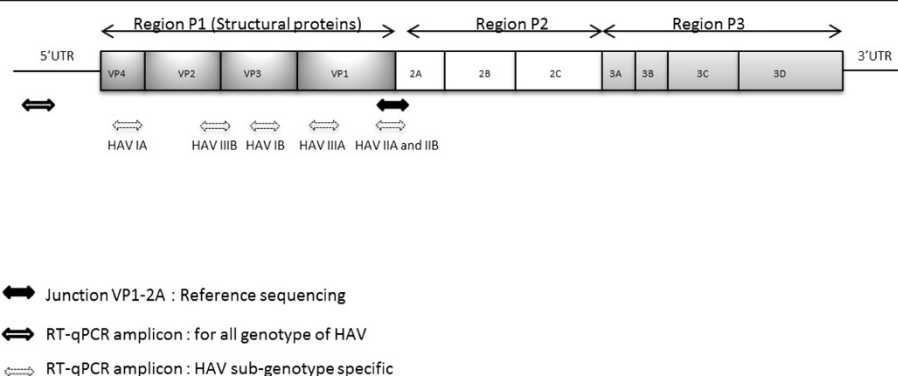 Region P1 (Structural proteins) Region P2 Region P3
5’UTR 3’UTR
VP4 VP2 VP3 VP1 2A 2B 2C 3A 3B 3C 3D
HAV IA HAV IIIB HAV IB HAV IIIA HAV IIA and IIB
Junction VP1-2A : Reference sequencing
RT-qPCR amplicon : for all genotype of HAV
RT-qPCR amplicon : HAV sub-genotype specific